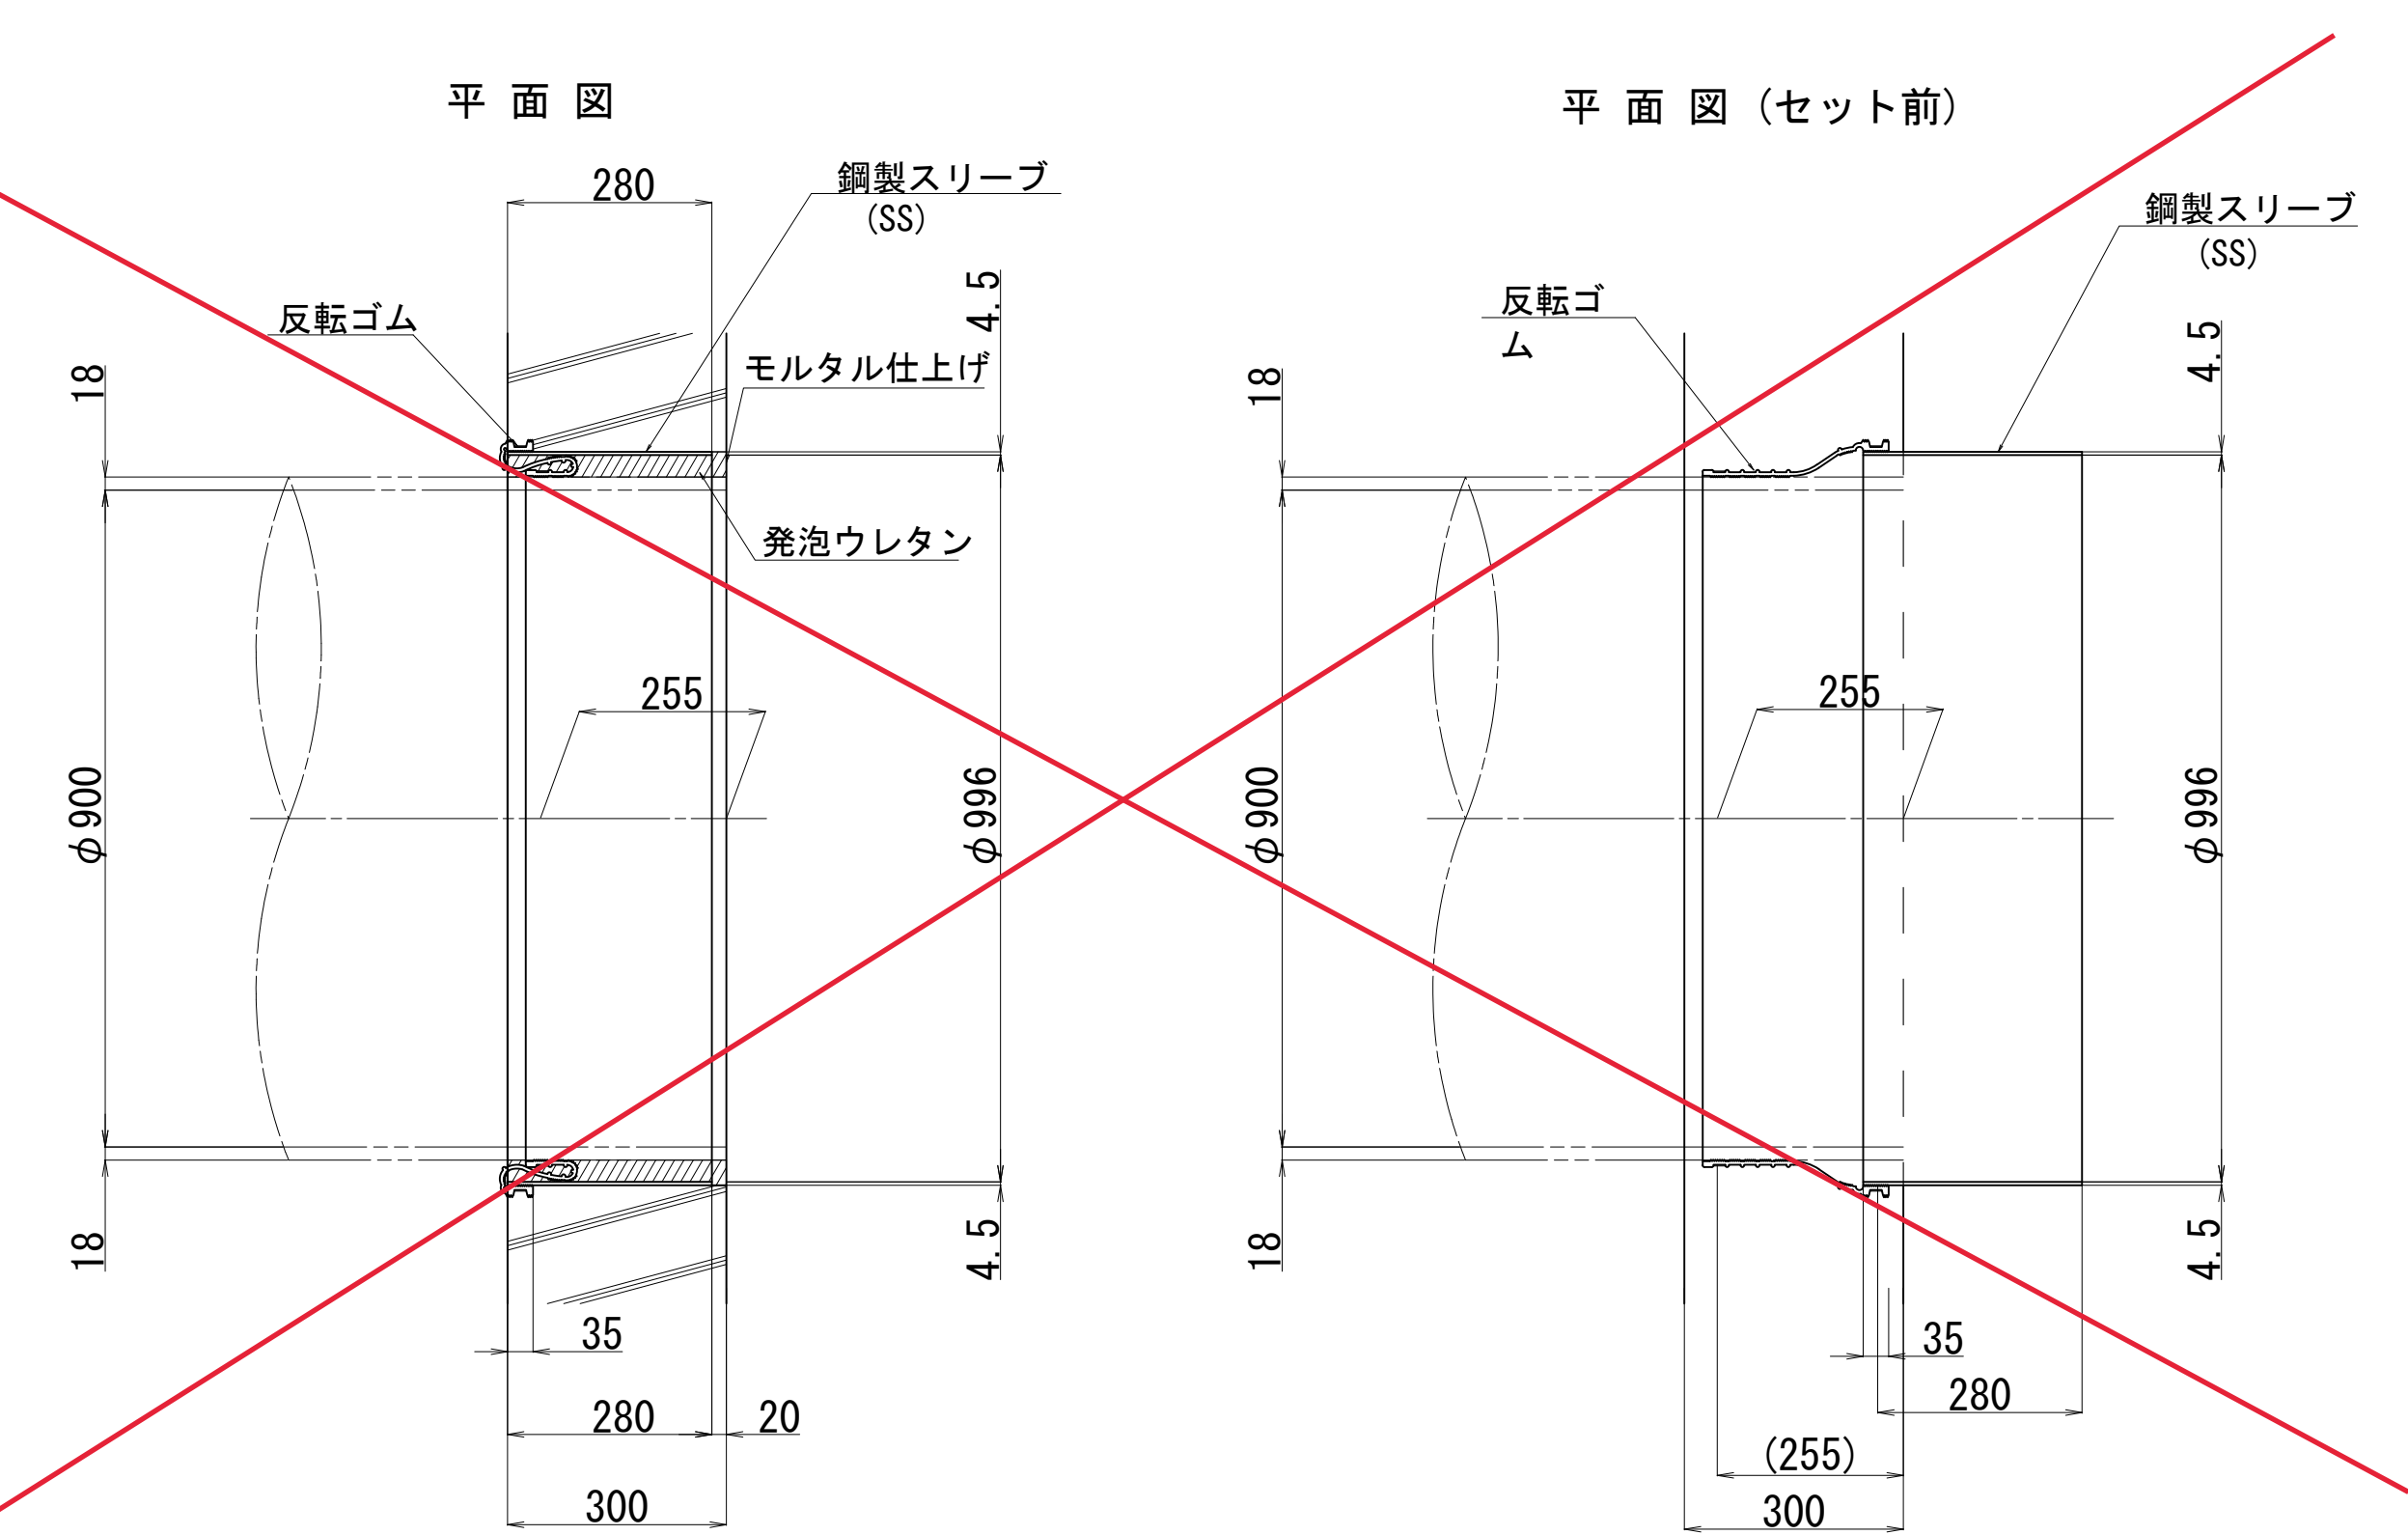 平 面 図
280
鋼製スリーブ
(SS)
反転ゴム
モルタル仕上げ
4.5
18
発泡ウレタン
255
φ900
φ996
18
4.5
35
280
20
300
平 面 図(セット前)
鋼製スリーブ
(SS)
反転ゴ
ム
4.5
18
255
φ900
φ996
18
4.5
35
280
(255)
300